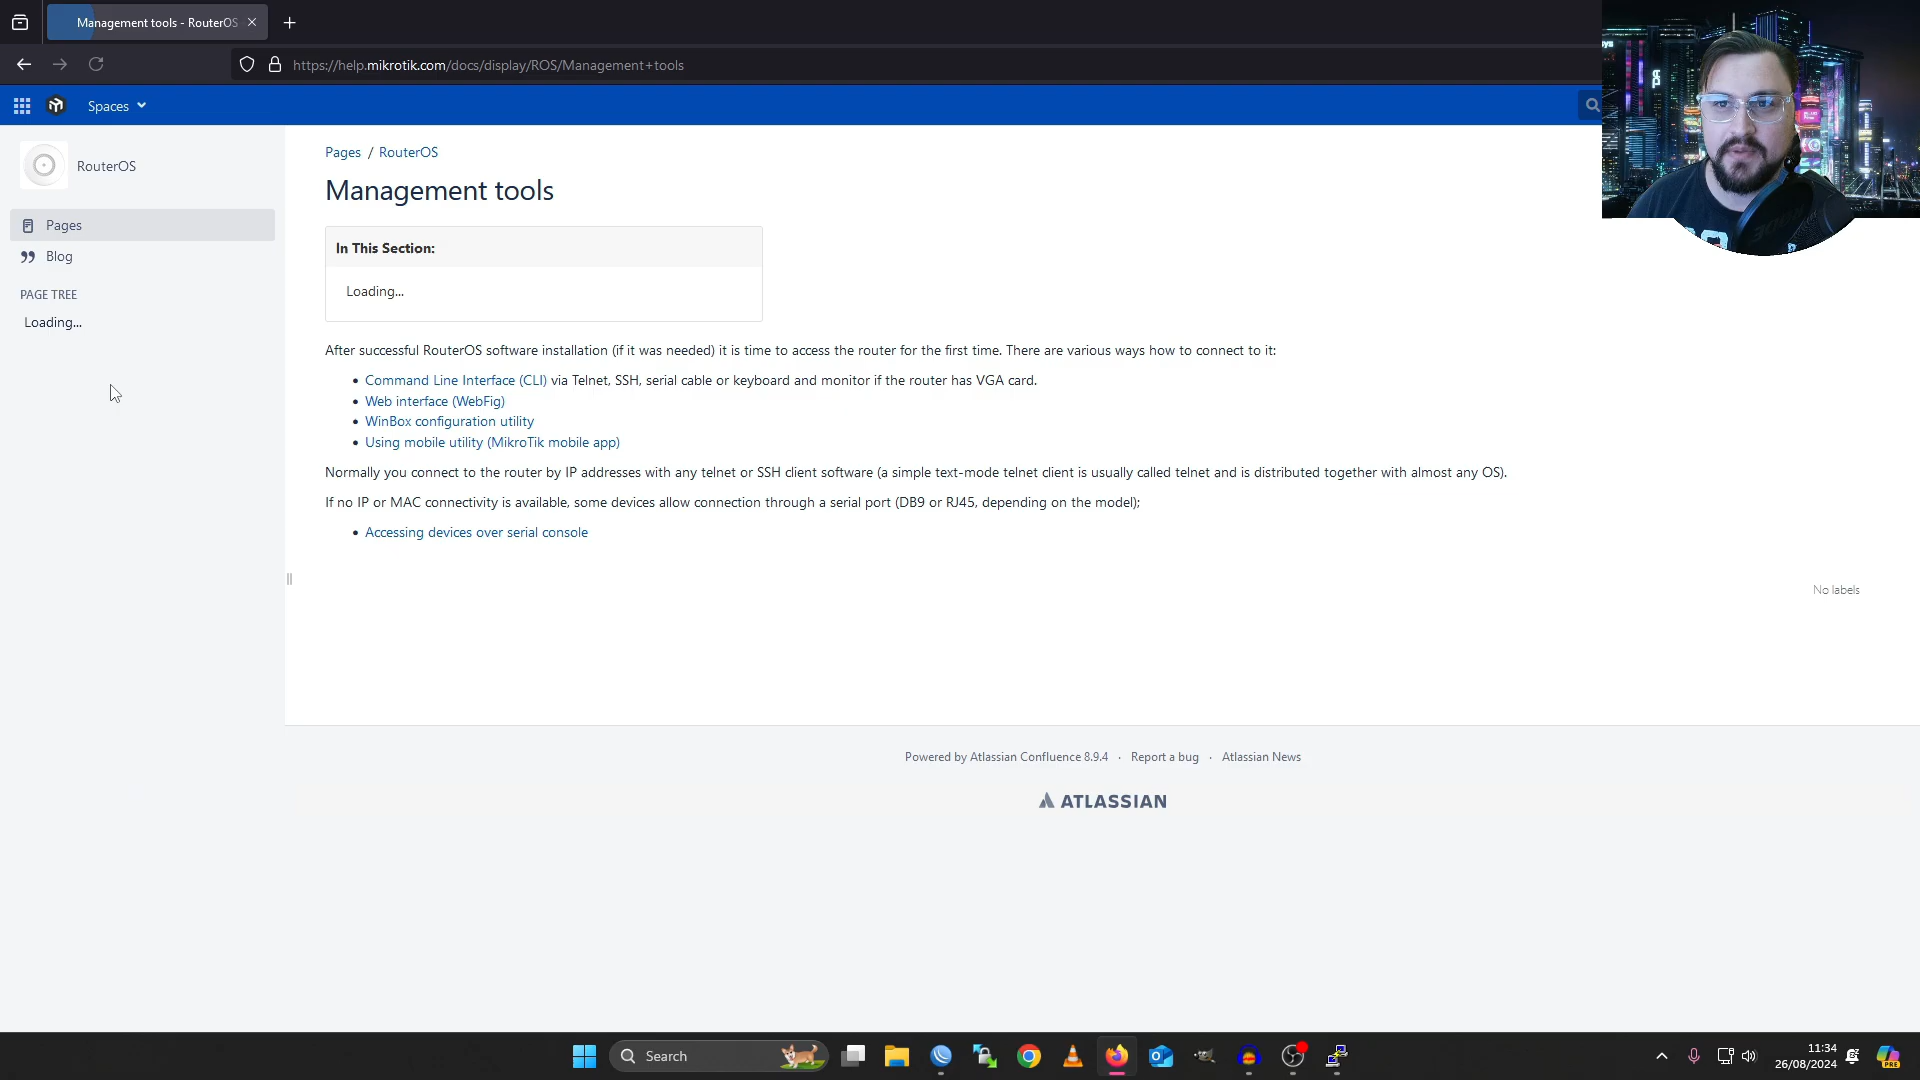 Management tools - RouterOS
https://help.mikrotik.com/docs/display/ROS/Management+tools
Spaces
RouterOS
Pages
Blog
PAGE TREE
Loading...
Pages / RouterOS
Management tools
In This Section:
Loading...
After successful RouterOS software installation (if it was needed) it is time to access the router for the first time. There are various ways how to connect to it:
• Command Line Interface (CLI) via Telnet, SSH, serial cable or keyboard and monitor if the router has VGA card.
• Web interface (WebFig)
• WinBox configuration utility
• Using mobile utility (MikroTik mobile app)
Normally you connect to the router by IP addresses with any telnet or SSH client software (a simple text-mode telnet client is usually called telnet and is distributed together with almost any OS).
If no IP or MAC connectivity is available, some devices allow connection through a serial port (DB9 or RJ45, depending on the model);
• Accessing devices over serial console
No labels
Powered by Atlassian Confluence 8.9.4 · Report a bug · Atlassian News
ATLASSIAN
Search
11:34
26/08/2024
PRE